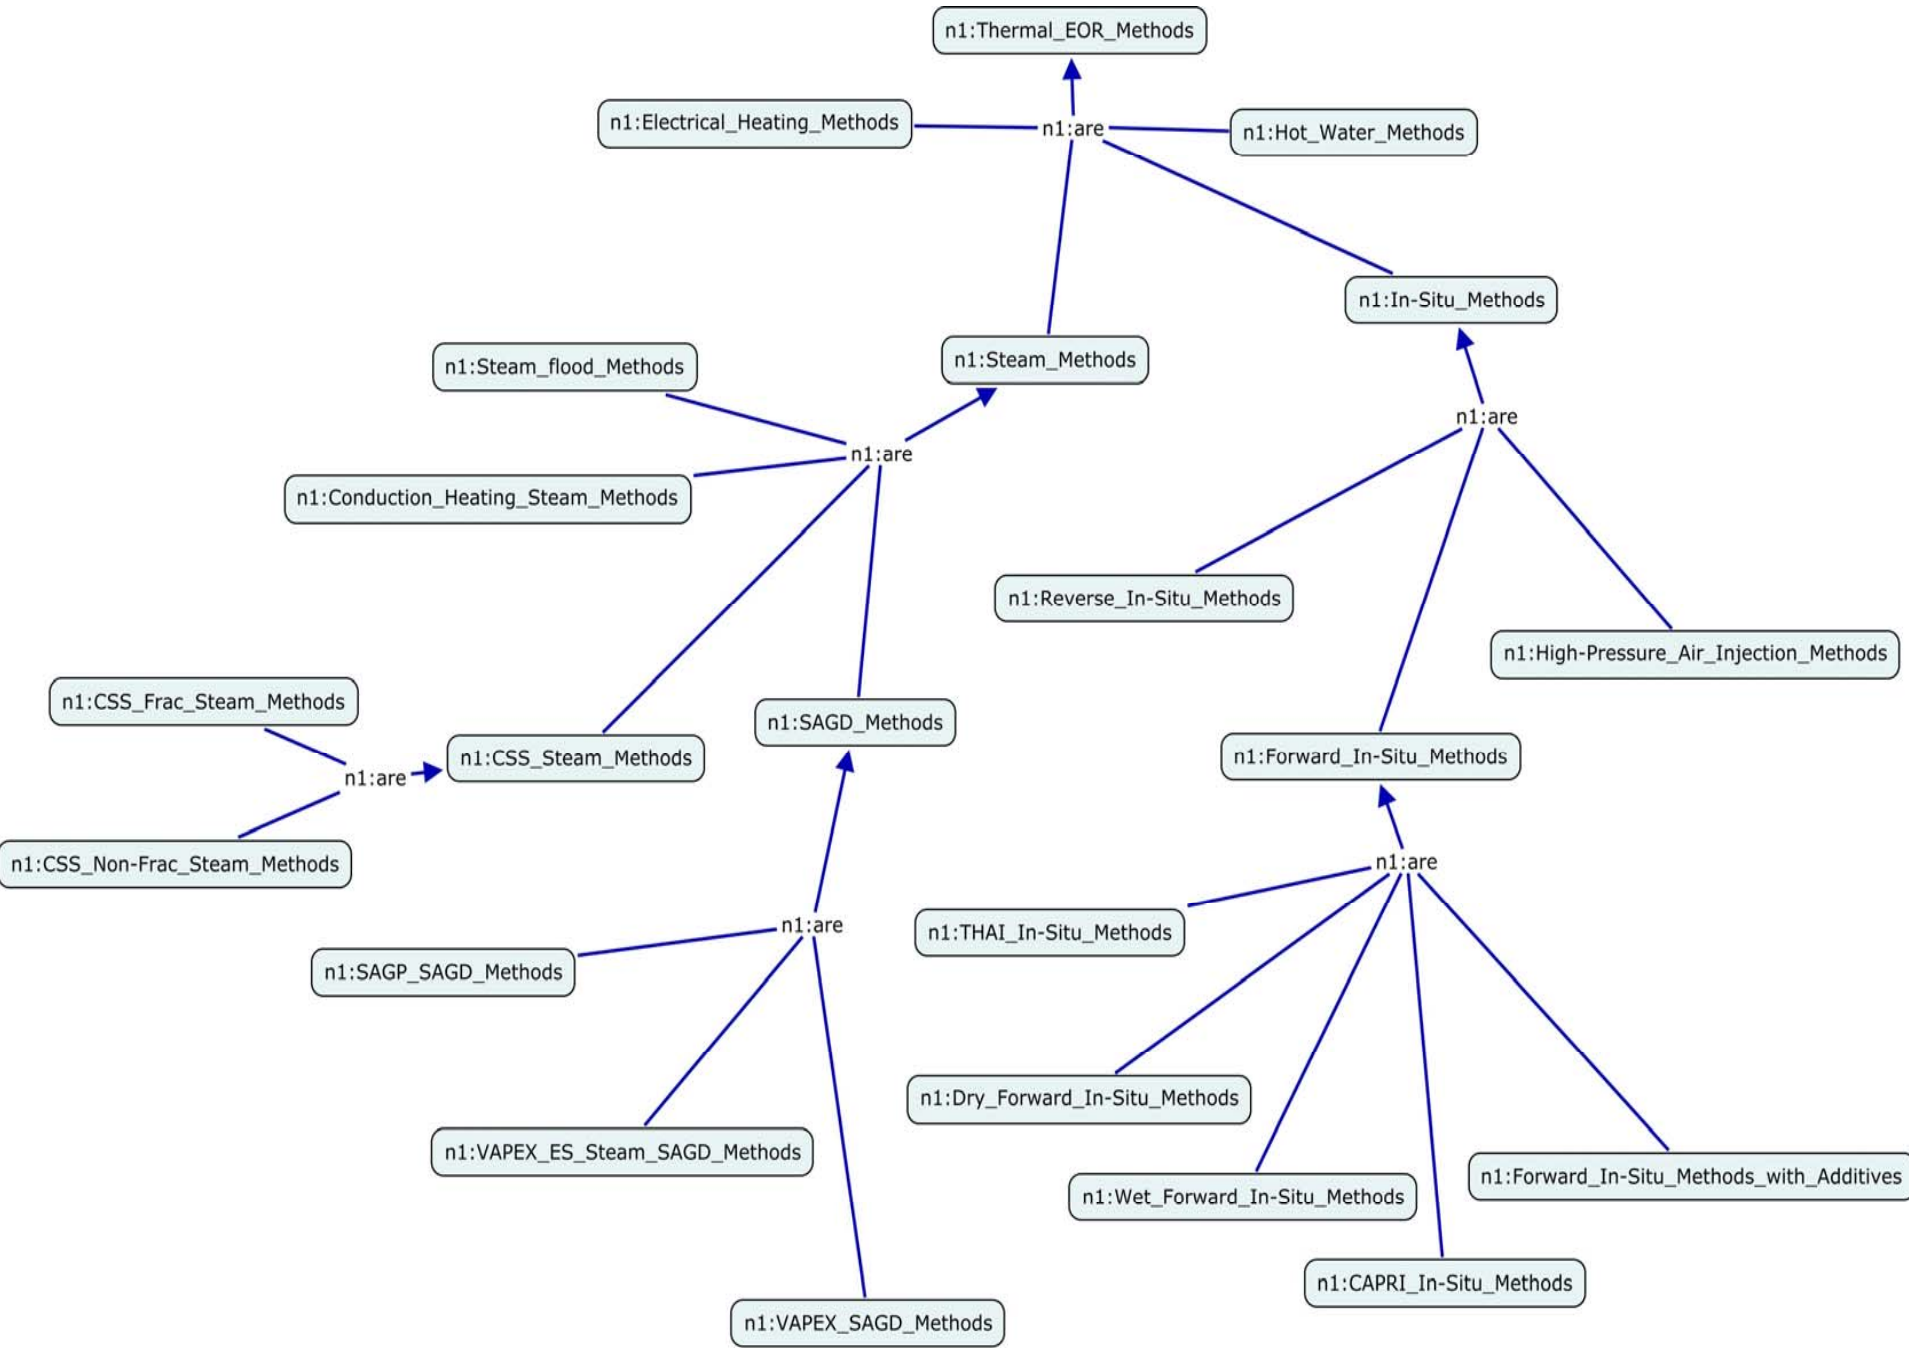 n1:Thermal_EOR_Methods
n1:Electrical_Heating_Methods
n1:are
n1:Hot_Water_Methods
n1:In-Situ_Methods
n1:Steam_Methods
n1:Steam_flood_Methods
n1:are
n1:are
n1:Conduction_Heating_Steam_Methods
n1:Reverse_In-Situ_Methods
n1:High-Pressure_Air_Injection_Methods
n1:CSS_Frac_Steam_Methods
n1:SAGD_Methods
n1:Forward_In-Situ_Methods
n1:CSS_Steam_Methods
n1:are
n1:CSS_Non-Frac_Steam_Methods
n1:are
n1:are
n1:THAI_In-Situ_Methods
n1:SAGP_SAGD_Methods
n1:Dry_Forward_In-Situ_Methods
n1:VAPEX_ES_Steam_SAGD_Methods
n1:Forward_In-Situ_Methods_with_Additives
n1:Wet_Forward_In-Situ_Methods
n1:CAPRI_In-Situ_Methods
n1:VAPEX_SAGD_Methods